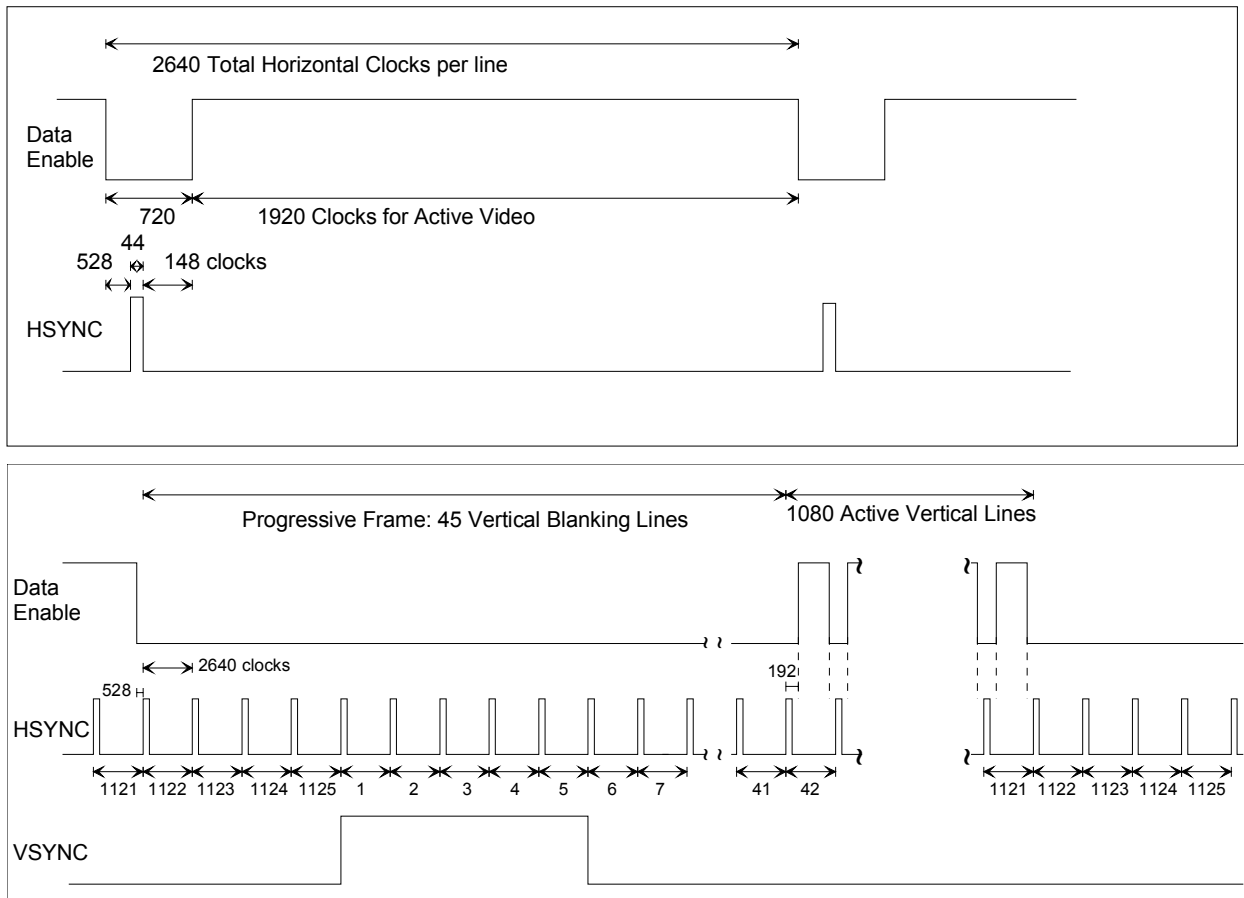 2640 Total Horizontal Clocks per line
Data
Enable
720
1920 Clocks for Active Video
44
528
148 clocks
HSYNC
Progressive Frame: 45 Vertical Blanking Lines
1080 Active Vertical Lines
Data
Enable
2640 clocks
528
192
HSYNC
1121 1122 1123 1124 1125 1 2 3 4 5 6 7 41 42 1121 1122 1123 1124 1125
VSYNC